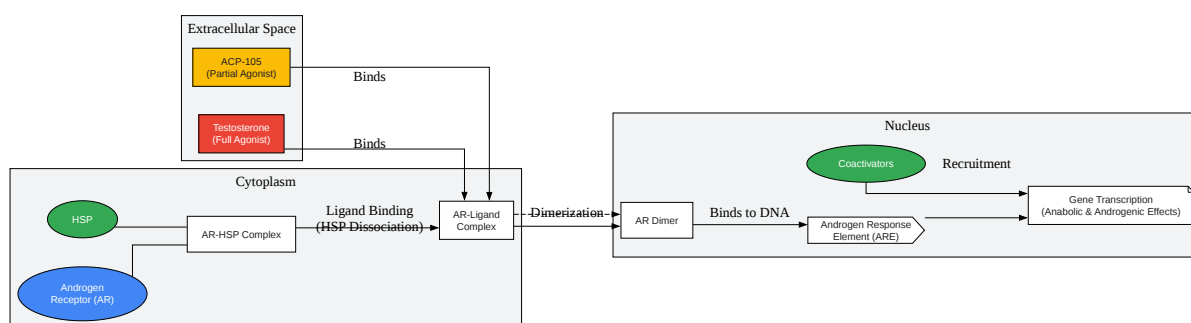 Extracellular Space
ACP-105
(Partial Agonist)
Binds
Testosterone
(Full Agonist)
Binds
Cytoplasm
HSP
AR-HSP Complex
Androgen
Receptor (AR)
Ligand Binding
(HSP Dissociation)
AR-Ligand
Complex
Dimerization
Nucleus
AR Dimer
Binds to DNA
Coactivators
Recruitment
Androgen Response
Element (ARE)
Gene Transcription
(Anabolic & Androgenic Effects)